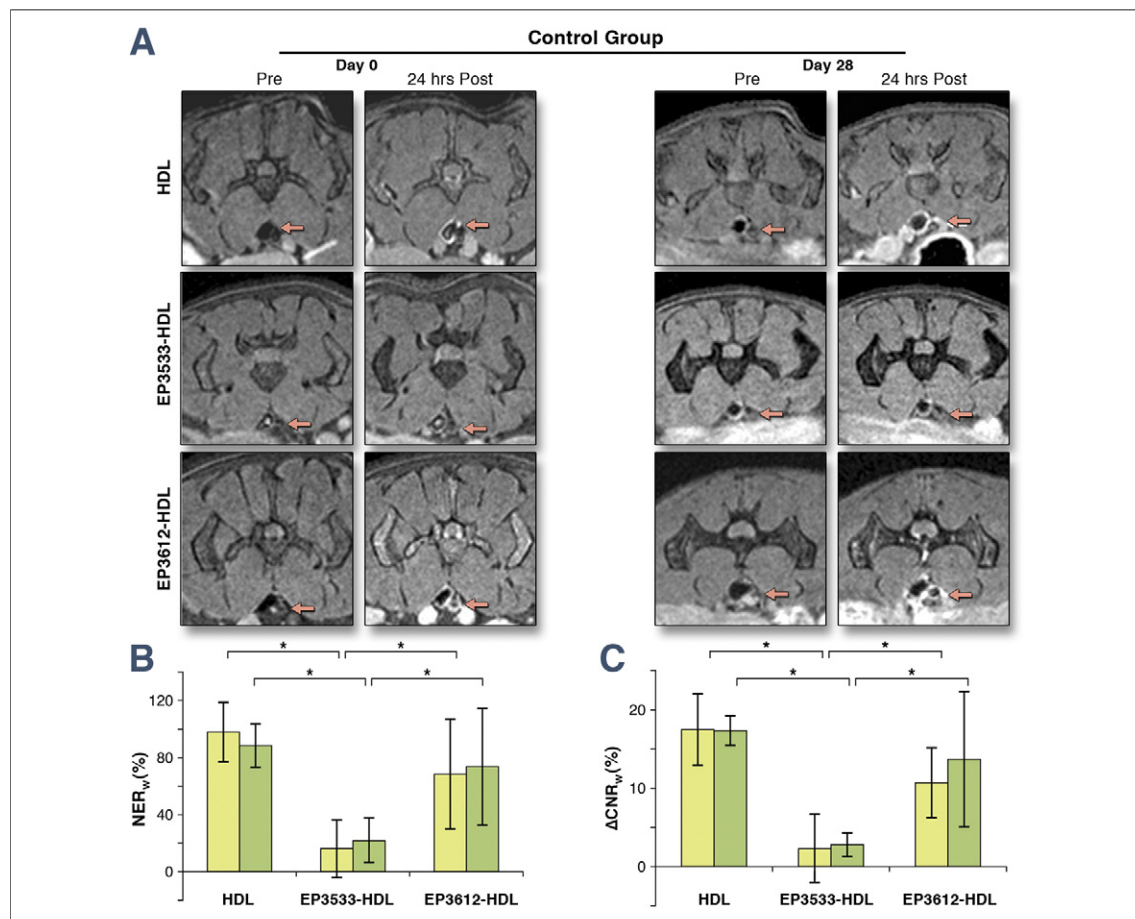 A
Control Group
Day 0
Day 28
Pre
24 hrs Post
Pre
24 hrs Post
HDL
EP3533-HDL
EP3612-HDL
B
* *
* *
NERw(%)
120
80
40
0
HDL EP3533-HDL EP3612-HDL
C
* *
* *
ΔCNRw(%)
20
10
0
HDL EP3533-HDL EP3612-HDL